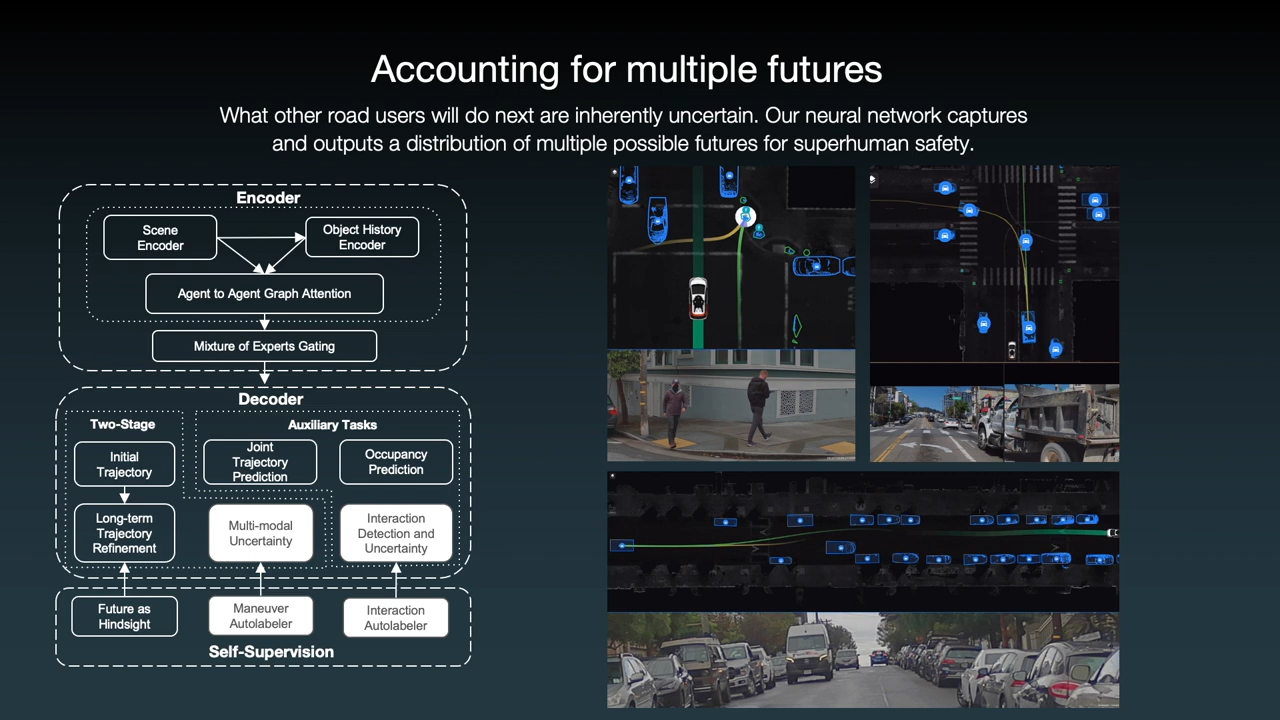 Accounting for multiple futures
What other road users will do next are inherently uncertain. Our neural network captures
and outputs a distribution of multiple possible futures for superhuman safety.
Encoder
Scene
Encoder
Object History
Encoder
Agent to Agent Graph Attention
Mixture of Experts Gating
Decoder
Two-Stage
Auxiliary Tasks
Initial
Trajectory
Joint
Trajectory
Prediction
Occupancy
Prediction
Long-term
Trajectory
Refinement
Multi-modal
Uncertainty
Interaction
Detection and
Uncertainty
Future as
Hindsight
Maneuver
Autolabeler
Interaction
Autolabeler
Self-Supervision